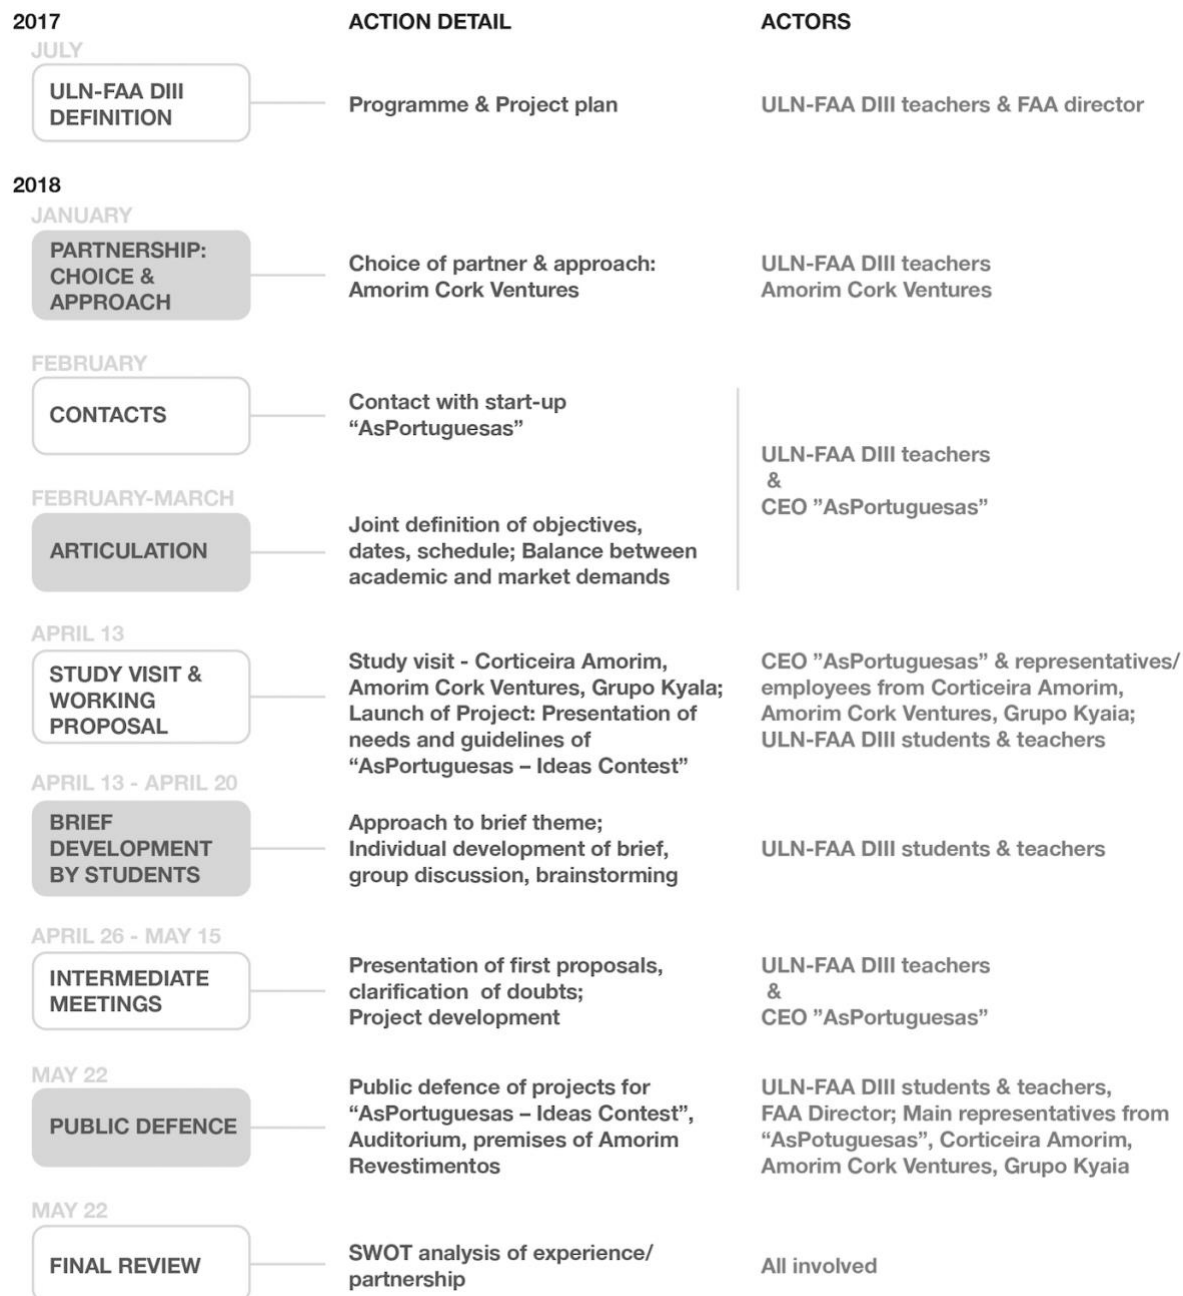 2017 ACTION DETAIL ACTORS
JULY
ULN-FAA DIII
DEFINITION
Programme & Project plan
ULN-FAA DIII teachers & FAA director
2018
JANUARY
PARTNERSHIP:
CHOICE &
APPROACH
Choice of partner & approach:
Amorim Cork Ventures
ULN-FAA DIII teachers
Amorim Cork Ventures
FEBRUARY
CONTACTS
Contact with start-up
“AsPortuguesas”
FEBRUARY-MARCH
ARTICULATION
Joint definition of objectives,
dates, schedule; Balance between
academic and market demands
ULN-FAA DIII teachers
&
CEO ”AsPortuguesas”
APRIL 13
STUDY VISIT &
WORKING
PROPOSAL
Study visit - Corticeira Amorim,
Amorim Cork Ventures, Grupo Kyala;
Launch of Project: Presentation of
needs and guidelines of
“AsPortuguesas – Ideas Contest”
CEO ”AsPortuguesas” & representatives/
employees from Corticeira Amorim,
Amorim Cork Ventures, Grupo Kyaia;
ULN-FAA DIII students & teachers
APRIL 13 - APRIL 20
BRIEF
DEVELOPMENT
BY STUDENTS
Approach to brief theme;
Individual development of brief,
group discussion, brainstorming
ULN-FAA DIII students & teachers
APRIL 26 - MAY 15
INTERMEDIATE
MEETINGS
Presentation of first proposals,
clarification of doubts;
Project development
ULN-FAA DIII teachers
&
CEO ”AsPortuguesas”
MAY 22
PUBLIC DEFENCE
Public defence of projects for
“AsPortuguesas – Ideas Contest”,
Auditorium, premises of Amorim
Revestimentos
ULN-FAA DIII students & teachers,
FAA Director; Main representatives from
“AsPotuguesas”, Corticeira Amorim,
Amorim Cork Ventures, Grupo Kyaia
MAY 22
FINAL REVIEW
SWOT analysis of experience/
partnership
All involved